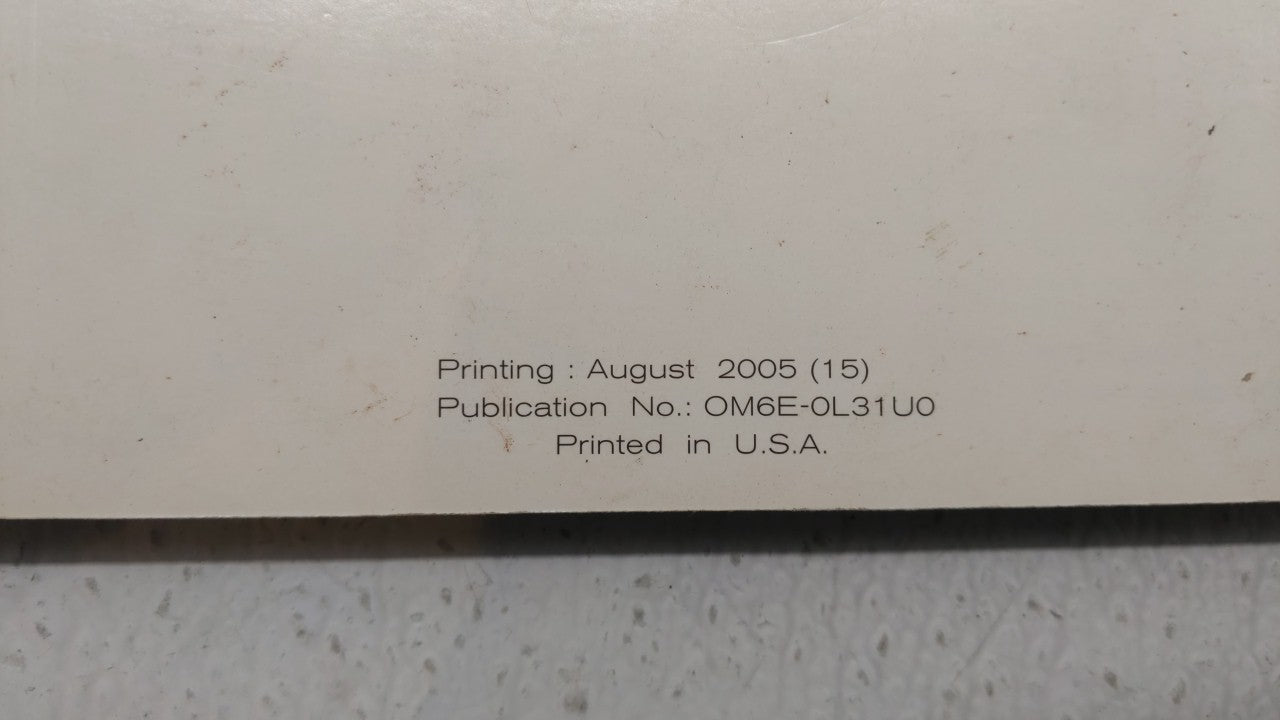 Printing : August 2005 (15)
Publication No.: OM6E-0L31U0
Printed in U.S.A.